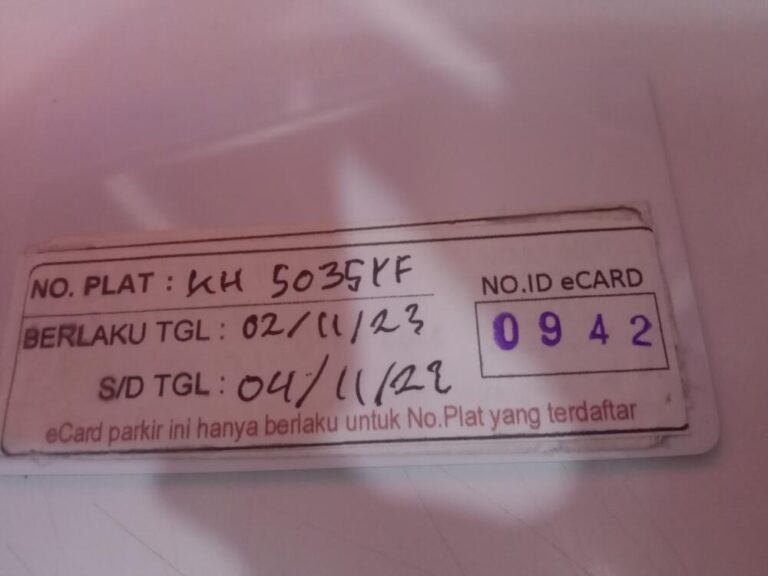 NO. PLAT : KH 5035YF
BERLAKU TGL : 02/11/23
S/D TGL : 04/11/22
NO.ID eCARD
0942
eCard parkir ini hanya berlaku untuk No.Plat yang terdaftar